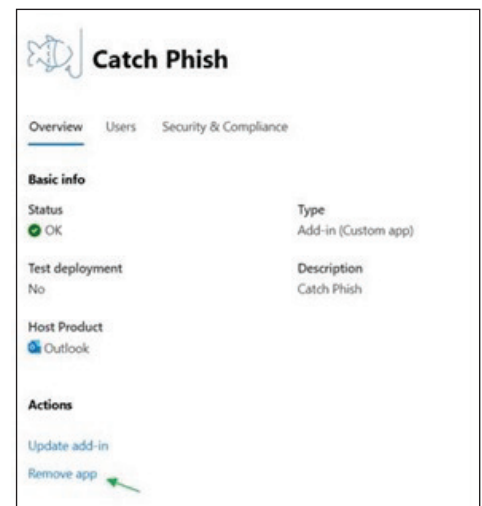 Catch Phish
Overview Users Security & Compliance
Basic info
Status Type
OK Add-in (Custom app)
Test deployment Description
No Catch Phish
Host Product
Outlook
Actions
Update add-in
Remove app